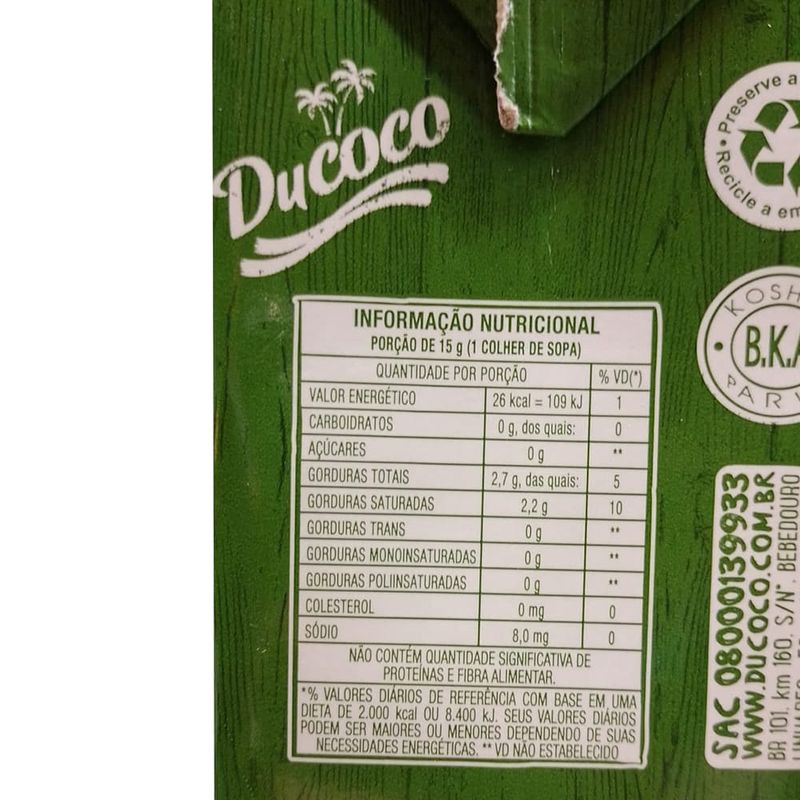 Ducoco
Preserve a
Recicle a em
KOSH
B.K.
PAR
INFORMAÇÃO NUTRICIONAL
PORÇÃO DE 15 g (1 COLHER DE SOPA)
QUANTIDADE POR PORÇÃO % VD(*)
VALOR ENERGÉTICO 26 kcal = 109 kJ 1
CARBOIDRATOS 0 g, dos quais: 0
AÇÚCARES 0 g **
GORDURAS TOTAIS 2,7 g, das quais: 5
GORDURAS SATURADAS 2,2 g 10
GORDURAS TRANS 0 g **
GORDURAS MONOINSATURADAS 0 g **
GORDURAS POLIINSATURADAS 0 g **
COLESTEROL 0 mg 0
SÓDIO 8,0 mg 0
NÃO CONTÉM QUANTIDADE SIGNIFICATIVA DE
PROTEÍNAS E FIBRA ALIMENTAR.
*% VALORES DIÁRIOS DE REFERÊNCIA COM BASE EM UMA
DIETA DE 2.000 kcal OU 8.400 kJ. SEUS VALORES DIÁRIOS
PODEM SER MAIORES OU MENORES DEPENDENDO DE SUAS
NECESSIDADES ENERGÉTICAS. ** VD NÃO ESTABELECIDO
SAC 08000139933
WWW.DUCOCO.COM.BR
BR 101, km 160, S/Nº, BEBEDOURO